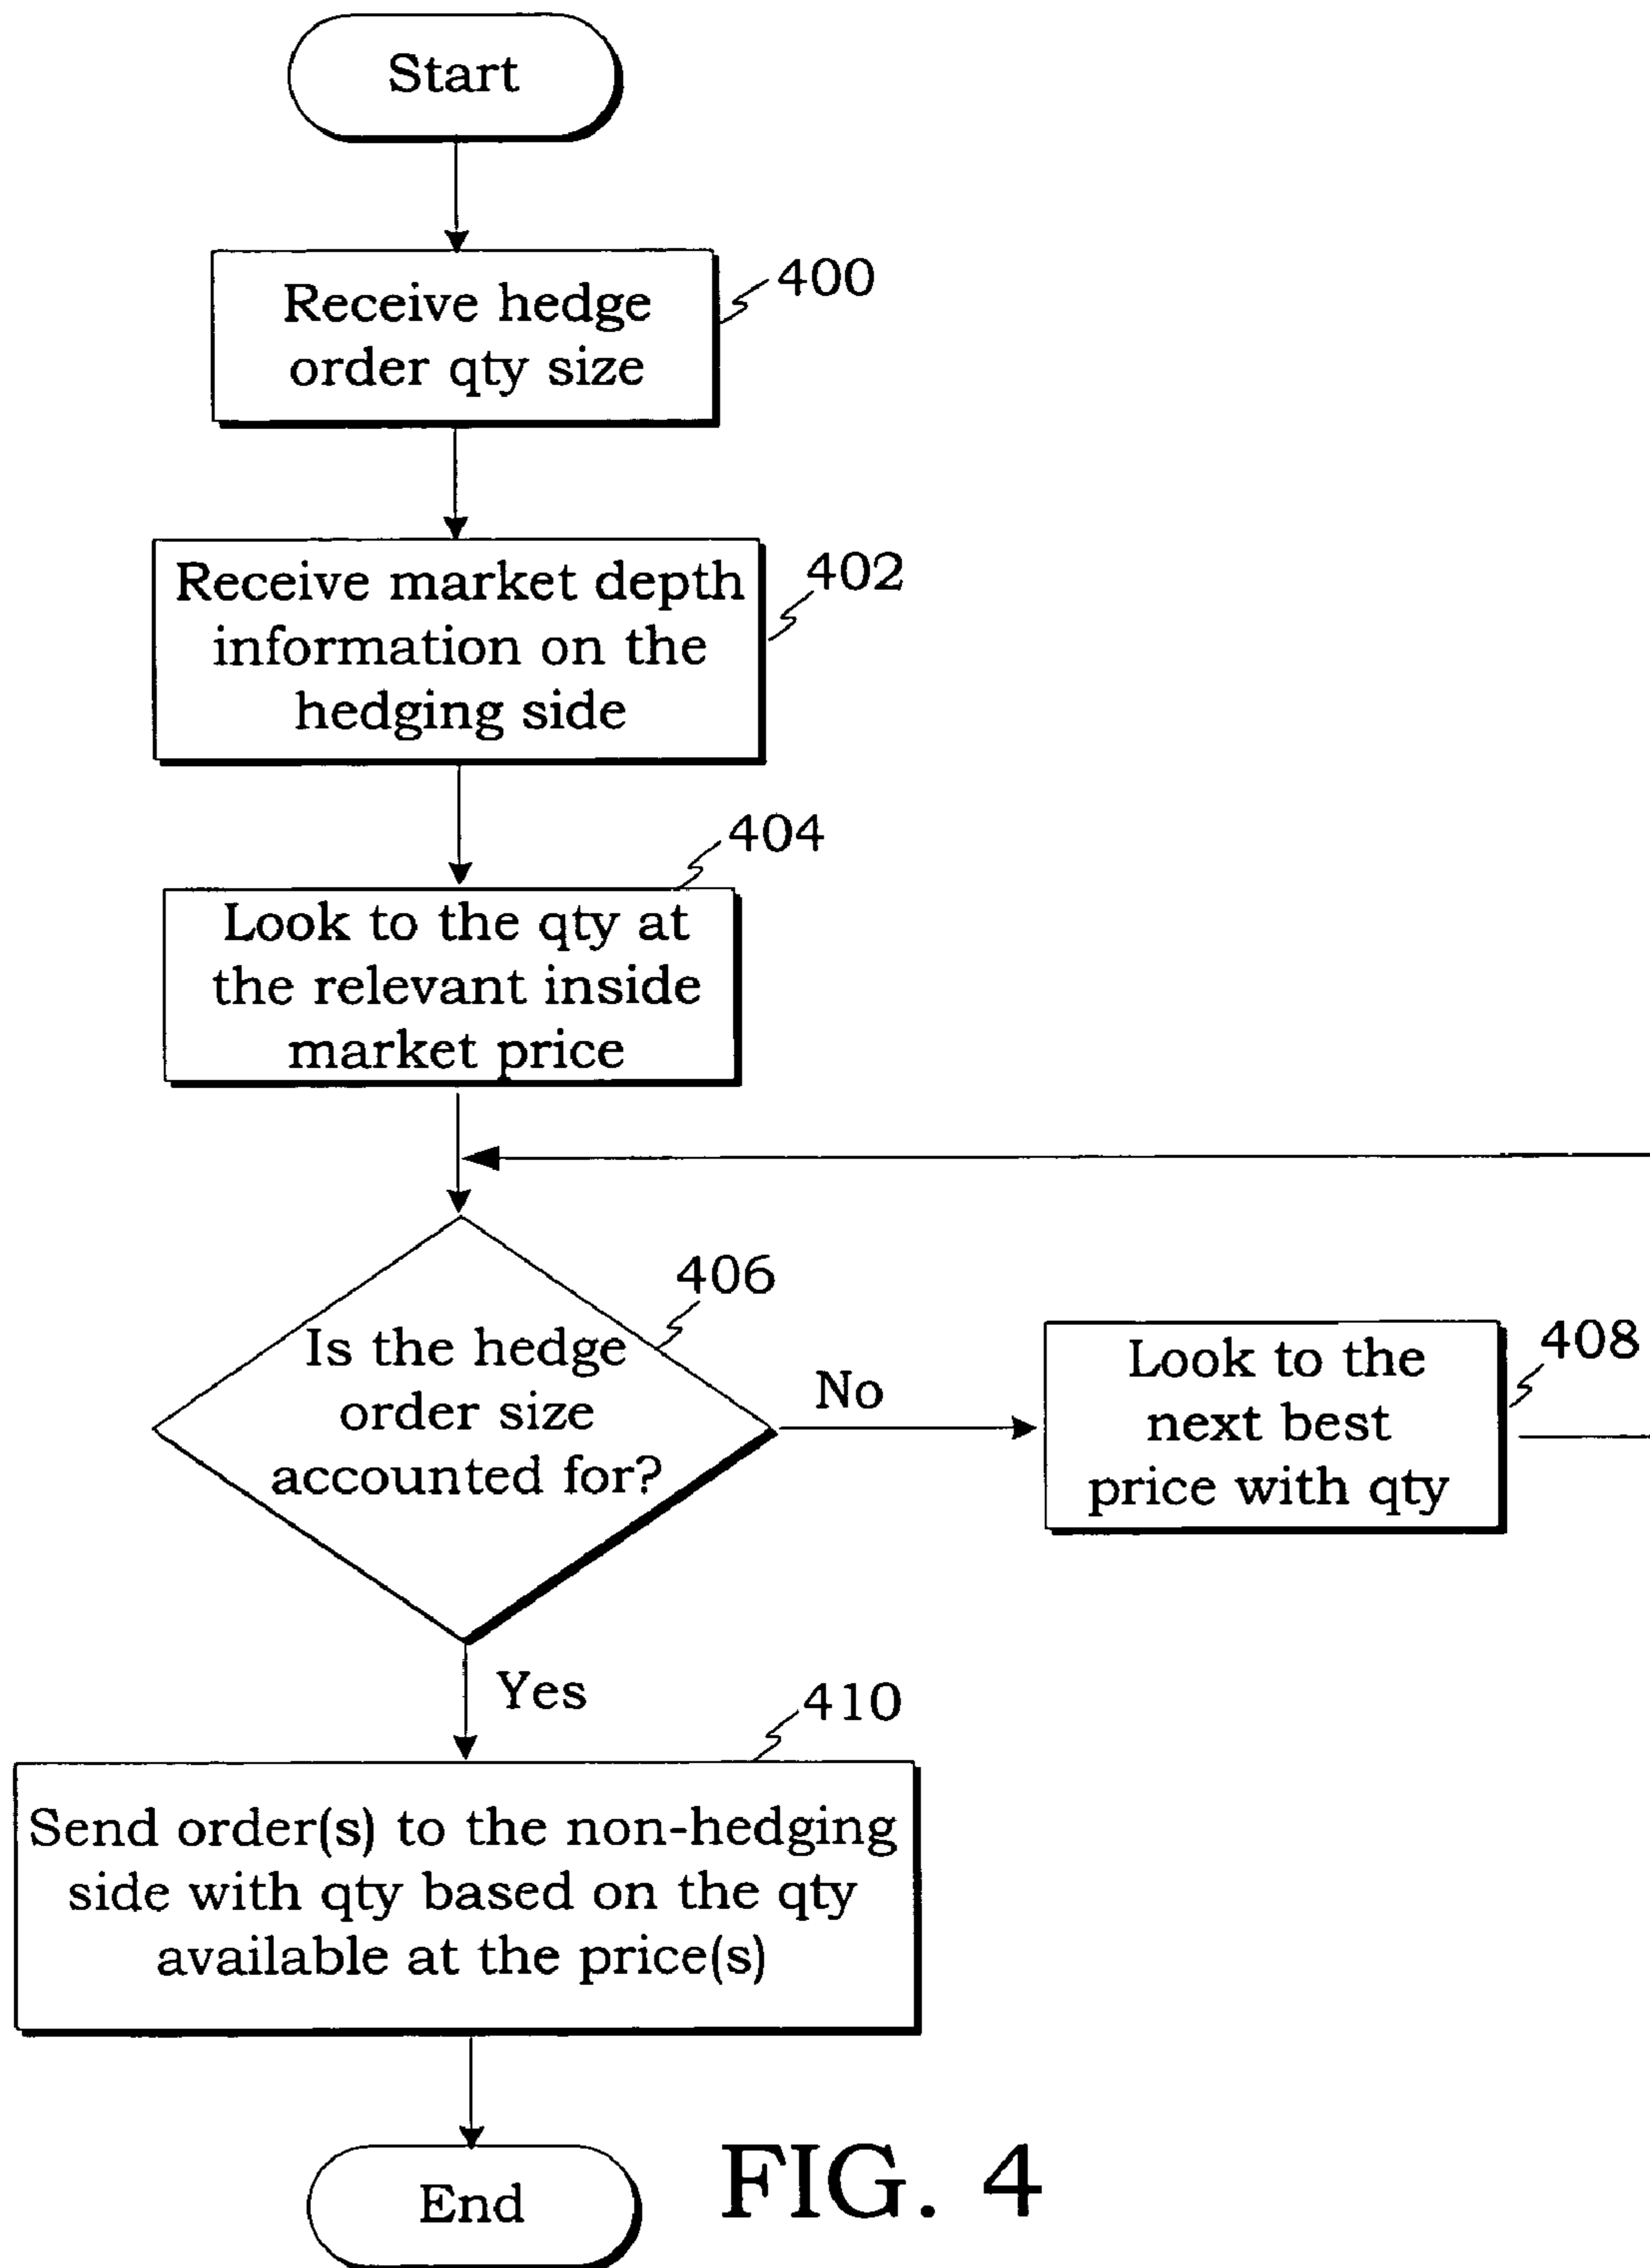 Start
Receive hedge
order qty size
400
Receive market depth
information on the
hedging side
402
404
Look to the qty at
the relevant inside
market price
406
Is the hedge
order size
accounted for?
No
408
Look to the
next best
price with qty
Yes
410
Send order(s) to the non-hedging
side with qty based on the qty
available at the price(s)
End
FIG. 4